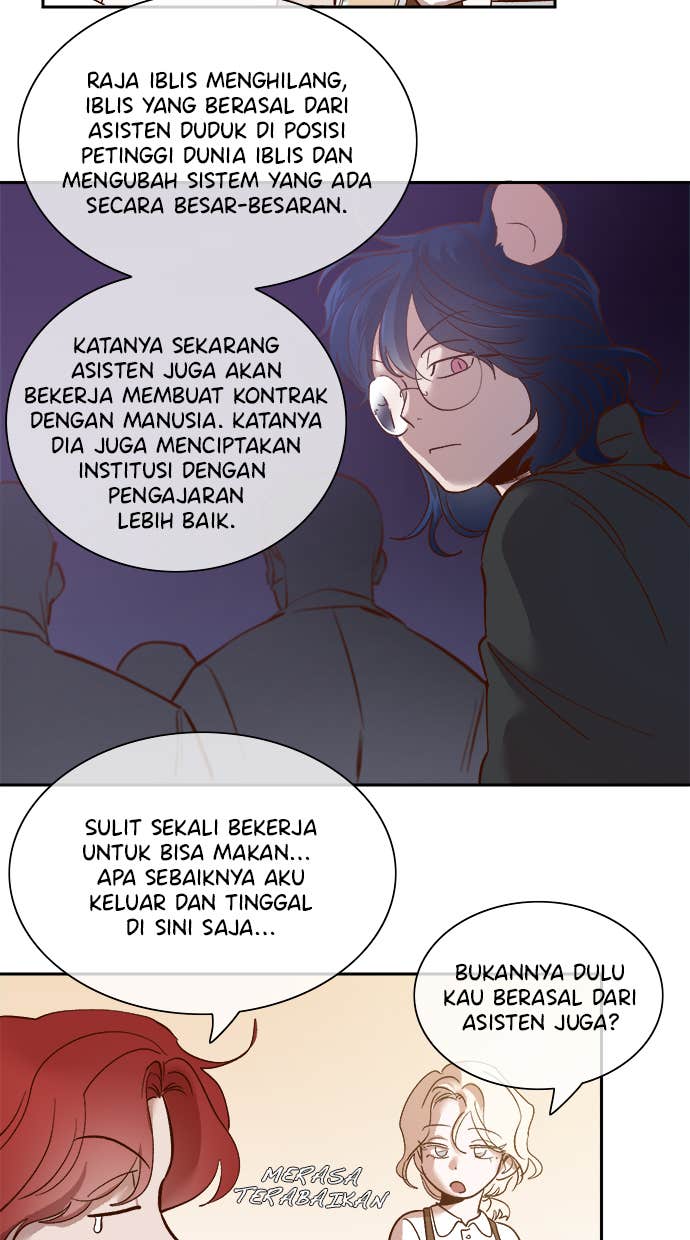 RAJA IBLIS MENGHILANG,
IBLIS YANG BERASAL DARI
ASISTEN DUDUK DI POSISI
PETINGGI DUNIA IBLIS DAN
MENGUBAH SISTEM YANG ADA
SECARA BESAR-BESARAN.
KATANYA SEKARANG
ASISTEN JUGA AKAN
BEKERJA MEMBUAT KONTRAK
DENGAN MANUSIA. KATANYA
DIA JUGA MENCIPTAKAN
INSTITUSI DENGAN
PENGAJARAN
LEBIH BAIK.
SULIT SEKALI BEKERJA
UNTUK BISA MAKAN...
APA SEBAIKNYA AKU
KELUAR DAN TINGGAL
DI SINI SAJA...
BUKANNYA DULU
KAU BERASAL DARI
ASISTEN JUGA?
MERASA
TERABAIKAN